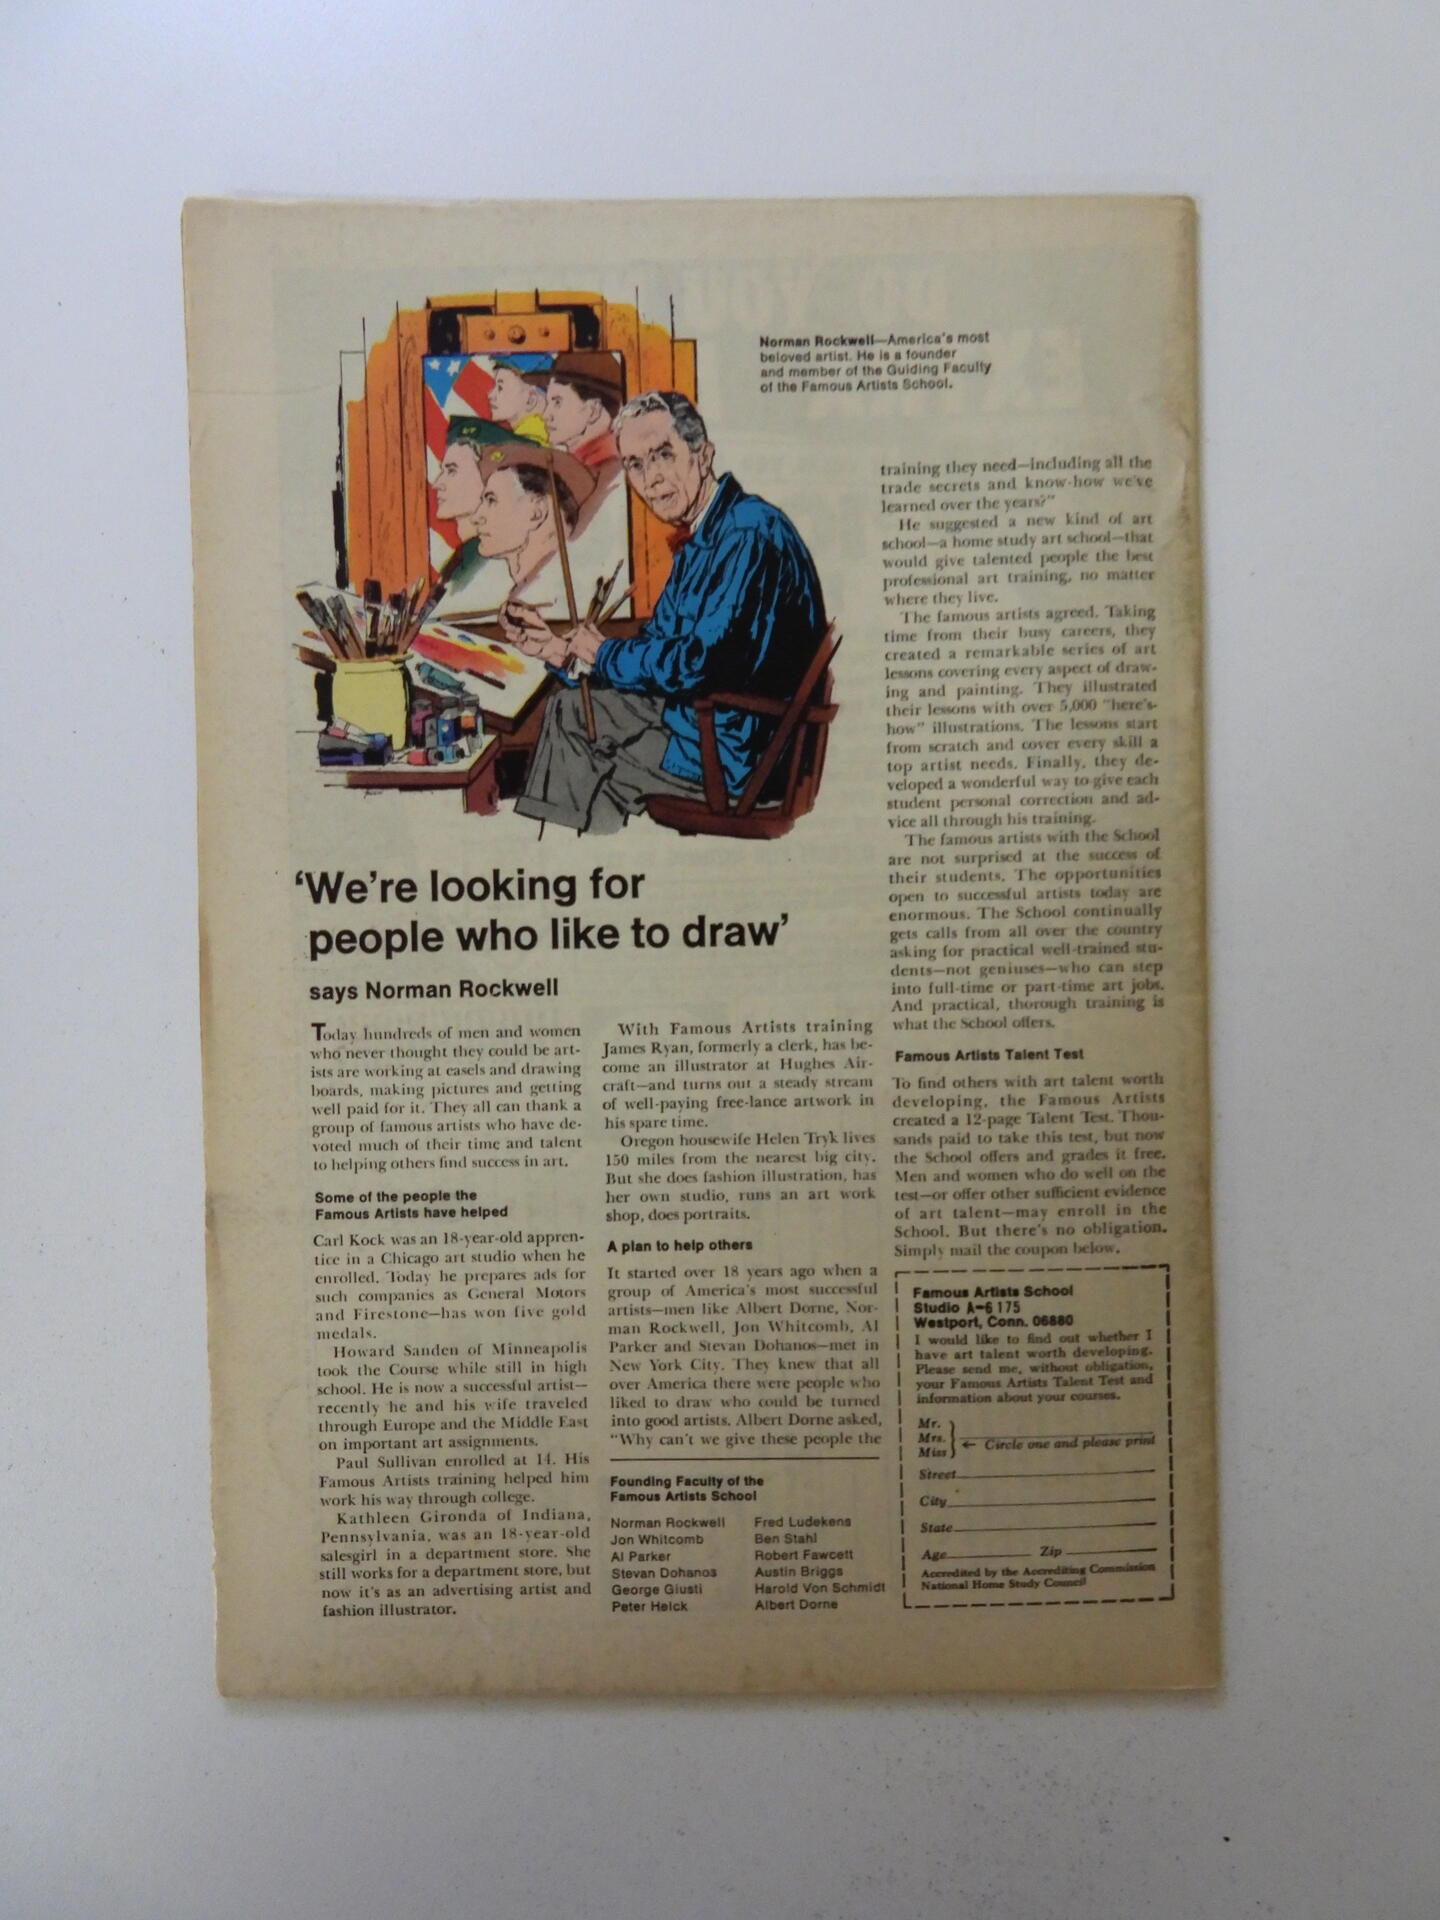 Norman Rockwell—America's most
beloved artist. He is a founder
and member of the Guiding Faculty
of the Famous Artists School.
'We're looking for
people who like to draw'
says Norman Rockwell
Today hundreds of men and women
who never thought they could be art-
ists are working at easels and drawing
boards, making pictures and getting
well paid for it. They all can thank a
group of famous artists who have de-
voted much of their time and talent
to helping others find success in art.
Some of the people the
Famous Artists have helped
Carl Kock was an 18-year-old appren-
tice in a Chicago art studio when he
enrolled. Today he prepares ads for
such companies as General Motors
and Firestone—has won five gold
medals.
Howard Sanden of Minneapolis
took the Course while still in high
school. He is now a successful artist—
recently he and his wife traveled
through Europe and the Middle East
on important art assignments.
Paul Sullivan enrolled at 14. His
Famous Artists training helped him
work his way through college.
Kathleen Gironda of Indiana,
Pennsylvania, was an 18-year-old
salesgirl in a department store. She
still works for a department store, but
now it's as an advertising artist and
fashion illustrator.
With Famous Artists training
James Ryan, formerly a clerk, has be-
come an illustrator at Hughes Air-
craft—and turns out a steady stream
of well-paying free-lance artwork in
his spare time.
Oregon housewife Helen Tryk lives
150 miles from the nearest big city.
But she does fashion illustration, has
her own studio, runs an art work
shop, does portraits.
A plan to help others
It started over 18 years ago when a
group of America's most successful
artists—men like Albert Dorne, Nor-
man Rockwell, Jon Whitcomb, Al
Parker and Stevan Dohanos—met in
New York City. They knew that all
over America there were people who
liked to draw who could be turned
into good artists. Albert Dorne asked,
"Why can't we give these people the
Founding Faculty of the
Famous Artists School
Norman Rockwell
Jon Whitcomb
Al Parker
Stevan Dohanos
George Giusti
Peter Helck
Fred Ludekens
Ben Stahl
Robert Fawcett
Austin Briggs
Harold Von Schmidt
Albert Dorne
training they need—including all the
trade secrets and know-how we've
learned over the years?"
He suggested a new kind of art
school—a home study art school—that
would give talented people the best
professional art training, no matter
where they live.
The famous artists agreed. Taking
time from their busy careers, they
created a remarkable series of art
lessons covering every aspect of draw-
ing and painting. They illustrated
their lessons with over 5,000 "here's-
how" illustrations. The lessons start
from scratch and cover every skill a
top artist needs. Finally, they de-
veloped a wonderful way to give each
student personal correction and ad-
vice all through his training.
The famous artists with the School
are not surprised at the success of
their students. The opportunities
open to successful artists today are
enormous. The School continually
gets calls from all over the country
asking for practical well-trained stu-
dents—not geniuses—who can step
into full-time or part-time art jobs.
And practical, thorough training is
what the School offers.
Famous Artists Talent Test
To find others with art talent worth
developing, the Famous Artists
created a 12-page Talent Test. Thou-
sands paid to take this test, but now
the School offers and grades it free.
Men and women who do well on the
test—or offer other sufficient evidence
of art talent—may enroll in the
School. But there's no obligation.
Simply mail the coupon below.
Famous Artists School
Studio A-6175
Westport, Conn. 06880
I would like to find out whether I
have art talent worth developing.
Please send me, without obligation,
your Famous Artists Talent Test and
information about your courses.
Mr.
Mrs.
Miss
← Circle one and please print
Street
City
State
Age Zip
Accredited by the Accrediting Commission
National Home Study Council